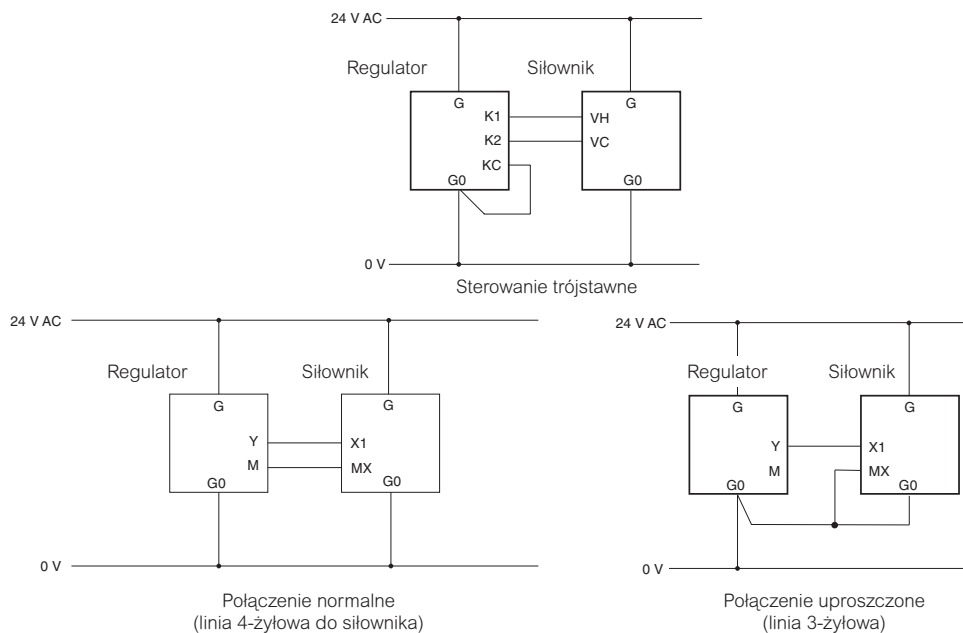 24 V AC
Regulator Siłownik
G G
K1 VH
K2 VC
KC
G0 G0
0 V
Sterowanie trójstawne
24 V AC
Regulator Siłownik
G G
Y X1
M MX
G0 G0
0 V
Połączenie normalne
(linia 4-żyłowa do siłownika)
24 V AC
Regulator Siłownik
G G
Y X1
M MX
G0 G0
0 V
Połączenie uproszczone
(linia 3-żyłowa)